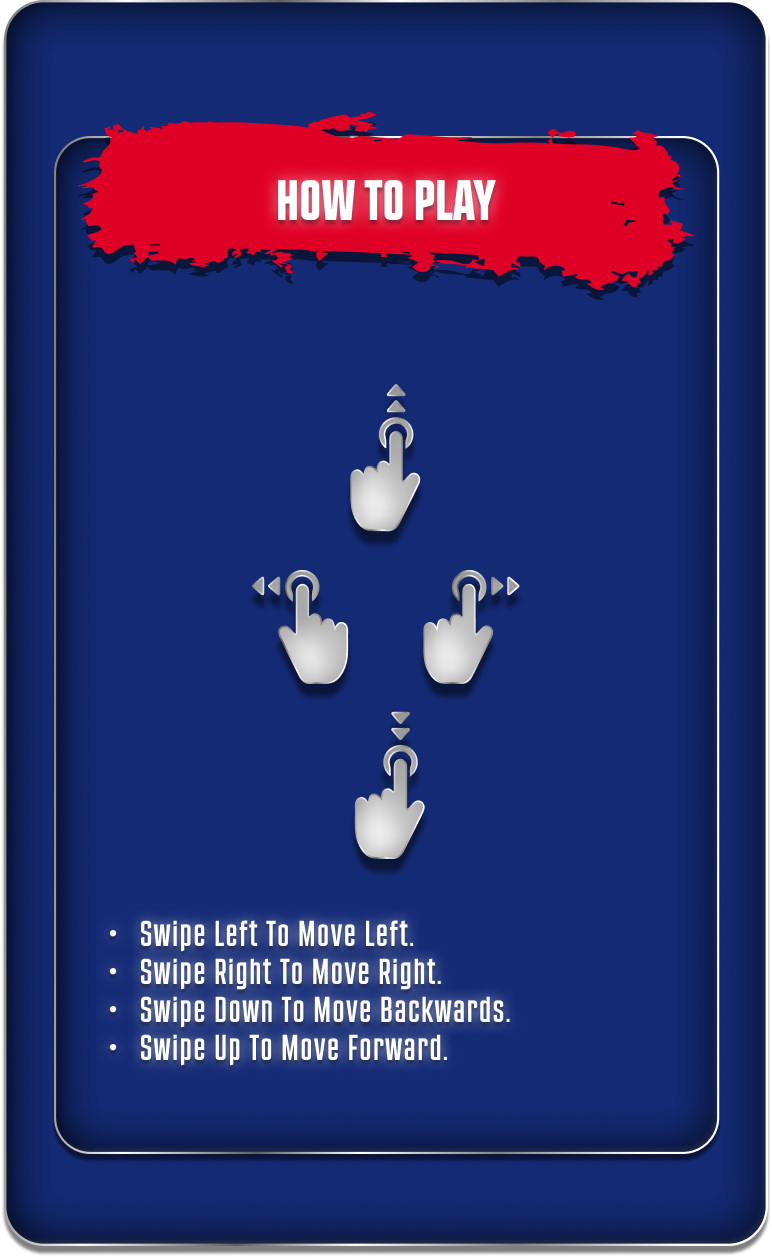 HOW TO PLAY
• Swipe Left To Move Left.
• Swipe Right To Move Right.
• Swipe Down To Move Backwards.
• Swipe Up To Move Forward.